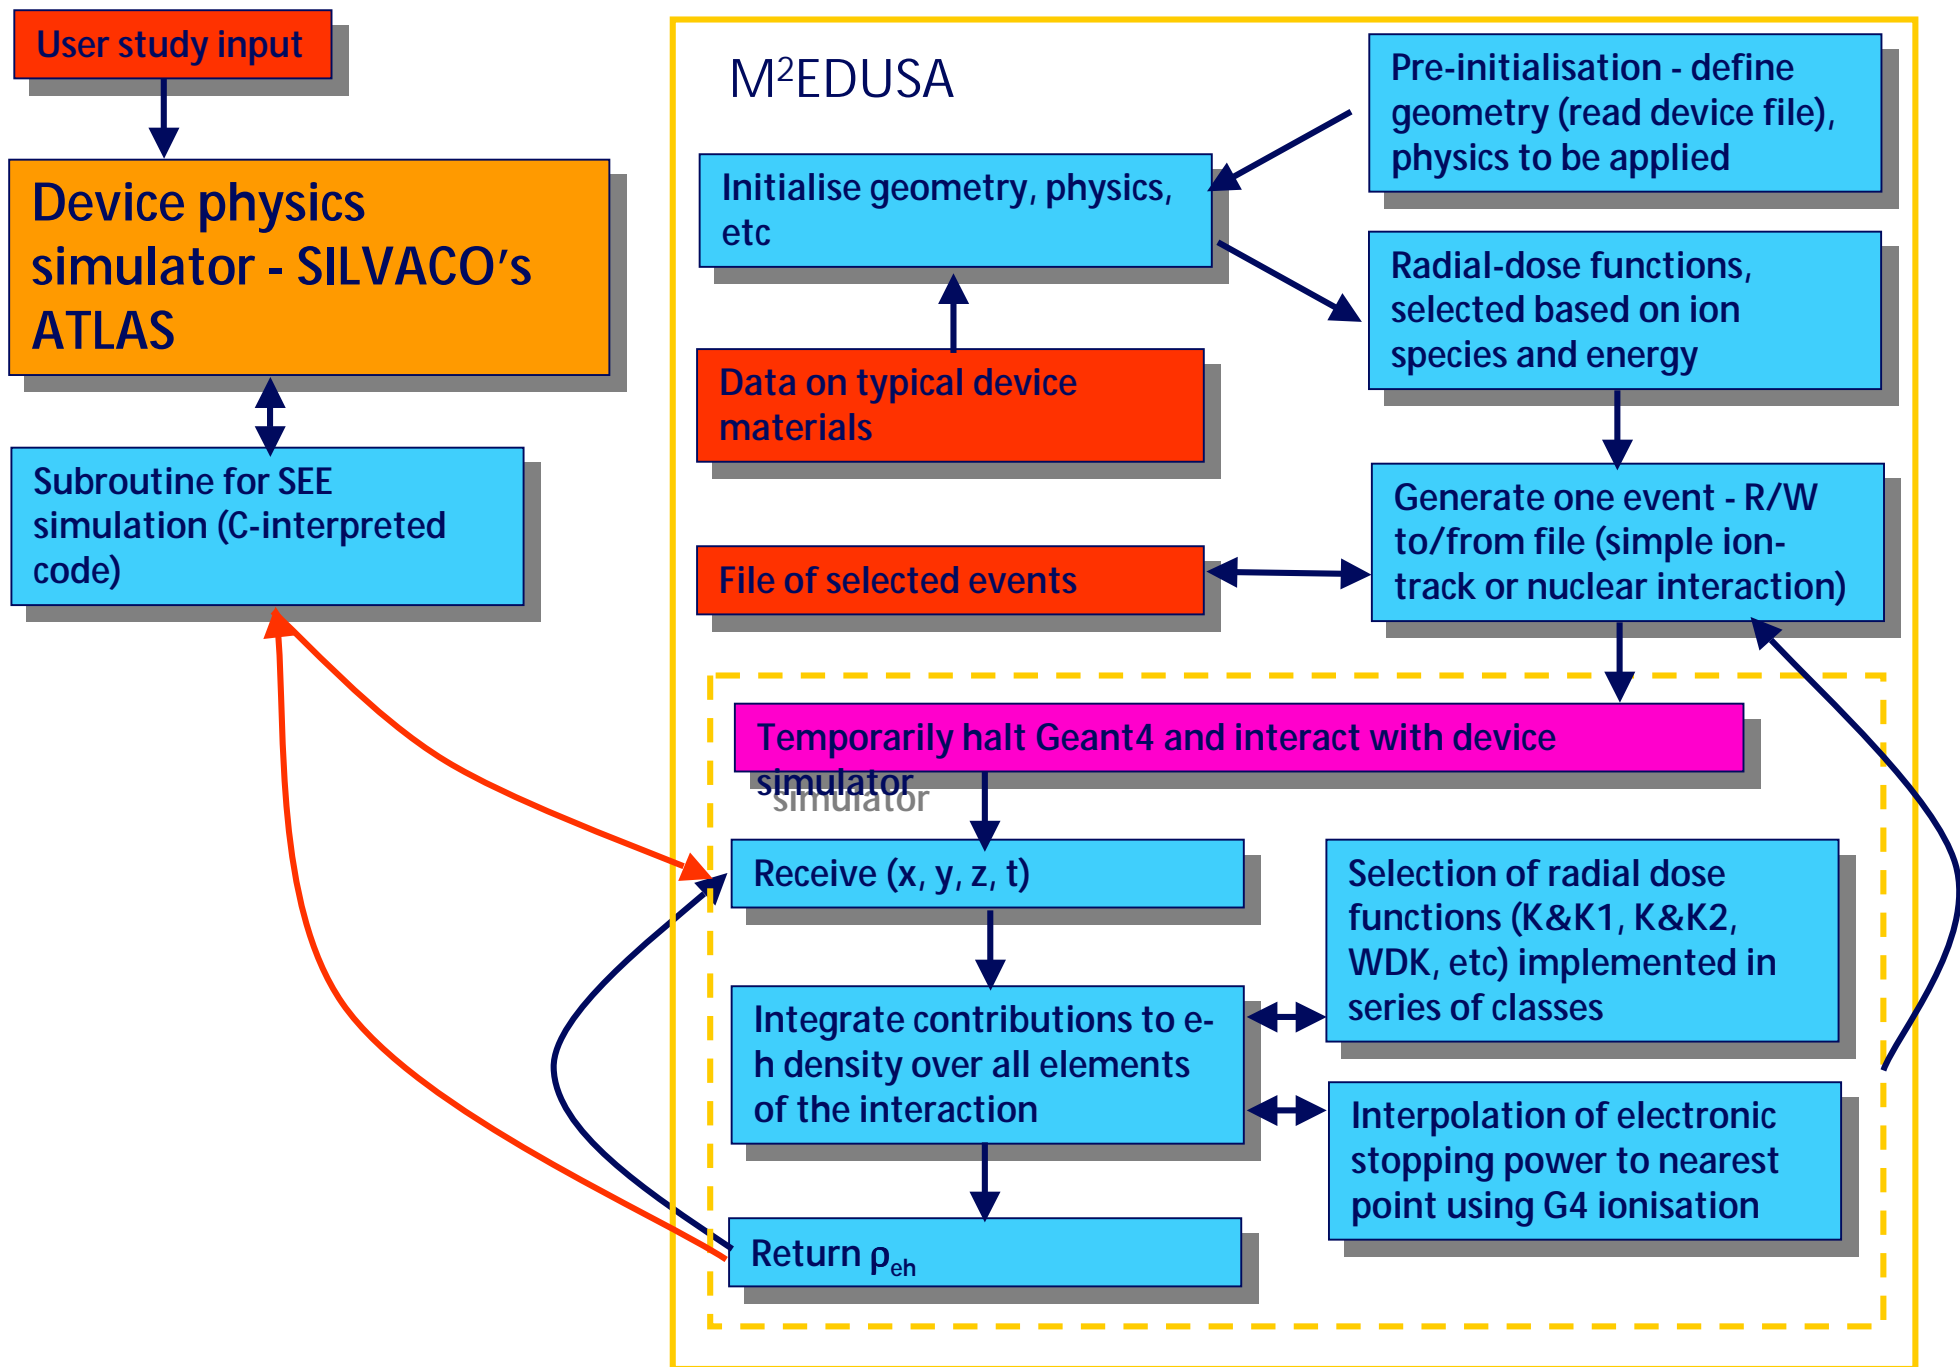 User study input
Device physics
simulator - SILVACO's
ATLAS
Subroutine for SEE
simulation (C-interpreted
code)
M²EDUSA
Pre-initialisation - define
geometry (read device file),
physics to be applied
Initialise geometry, physics,
etc
Radial-dose functions,
selected based on ion
species and energy
Data on typical device
materials
Generate one event - R/W
to/from file (simple ion-
track or nuclear interaction)
File of selected events
Temporarily halt Geant4 and interact with device
simulator
Receive (x, y, z, t)
Selection of radial dose
functions (K&K1, K&K2,
WDK, etc) implemented in
series of classes
Integrate contributions to e-
h density over all elements
of the interaction
Interpolation of electronic
stopping power to nearest
point using G4 ionisation
Return ρeh